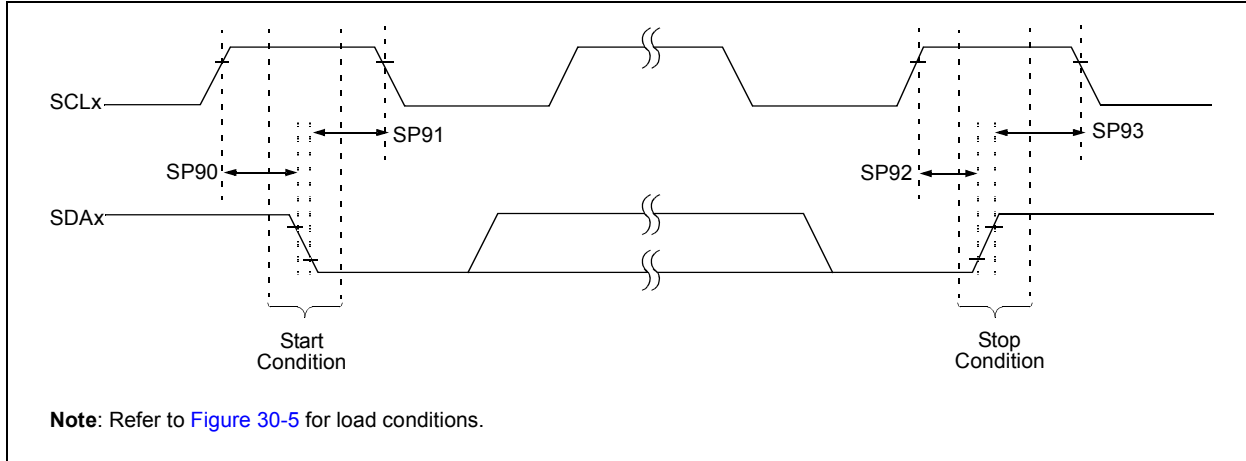 SCLx
SP91
SP93
SP90
SP92
SDAx
Start
Condition
Stop
Condition
Note: Refer to Figure 30-5 for load conditions.